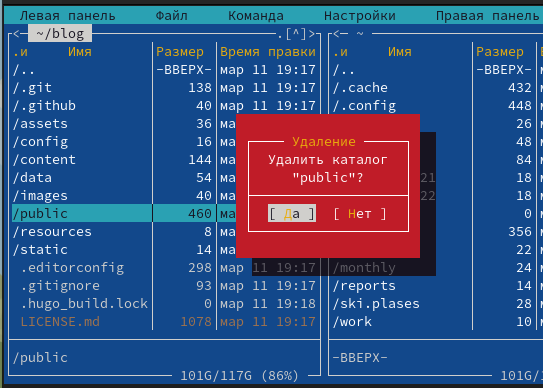 Левая панель Файл Команда Настройки Правая панель
<─ ~/blog .[^]> <─ ~
.и Имя Размер Время правки .и Имя Размер
/.. -ВВЕРХ- мар 11 19:17 /.. -ВВЕРХ- м
/.git 138 мар 11 19:17 /.cache 432 м
/.github 40 мар 11 19:17 /.config 448 м
/assets 36 ма 26 м
/config 16 ма Удаление 48 м
/content 144 ма Удалить каталог 84 м
/data 54 ма "public"? 21 18 м
/images 40 ма 22 18 м
/public 460 ма [ Да ] [ Нет ] 0 м
/resources 8 ма 356 м
/static 14 ма 22 м
.editorconfig 298 мар 11 19:17 /monthly 24 м
.gitignore 93 мар 11 19:17 /reports 14 м
.hugo_build.lock 0 мар 11 19:18 /ski.plases 28 м
LICENSE.md 1078 мар 11 19:17 /work 10 м
/public -ВВЕРХ-
101G/117G (86%) 101G/1